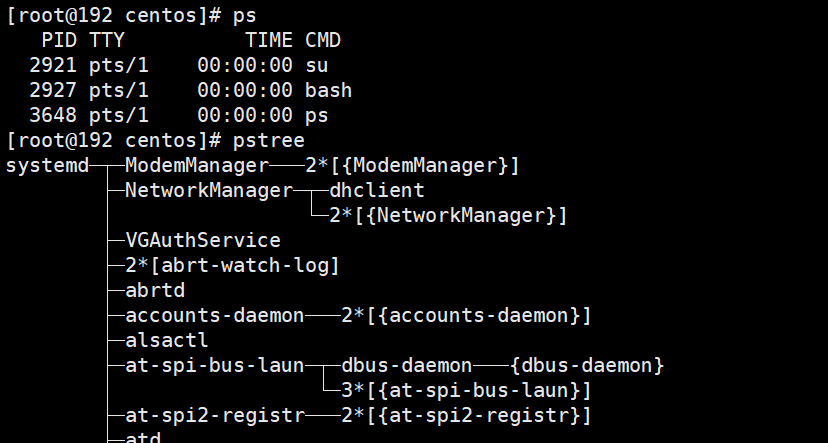 [root@192 centos]# ps
   PID TTY          TIME CMD
  2921 pts/1    00:00:00 su
  2927 pts/1    00:00:00 bash
  3648 pts/1    00:00:00 ps
[root@192 centos]# pstree
systemd─┬─ModemManager───2*[{ModemManager}]
        ├─NetworkManager─┬─dhclient
        │                └─2*[{NetworkManager}]
        ├─VGAuthService
        ├─2*[abrt-watch-log]
        ├─abrtd
        ├─accounts-daemon───2*[{accounts-daemon}]
        ├─alsactl
        ├─at-spi-bus-laun─┬─dbus-daemon───{dbus-daemon}
        │                 └─3*[{at-spi-bus-laun}]
        ├─at-spi2-registr───2*[{at-spi2-registr}]
        ├─atd